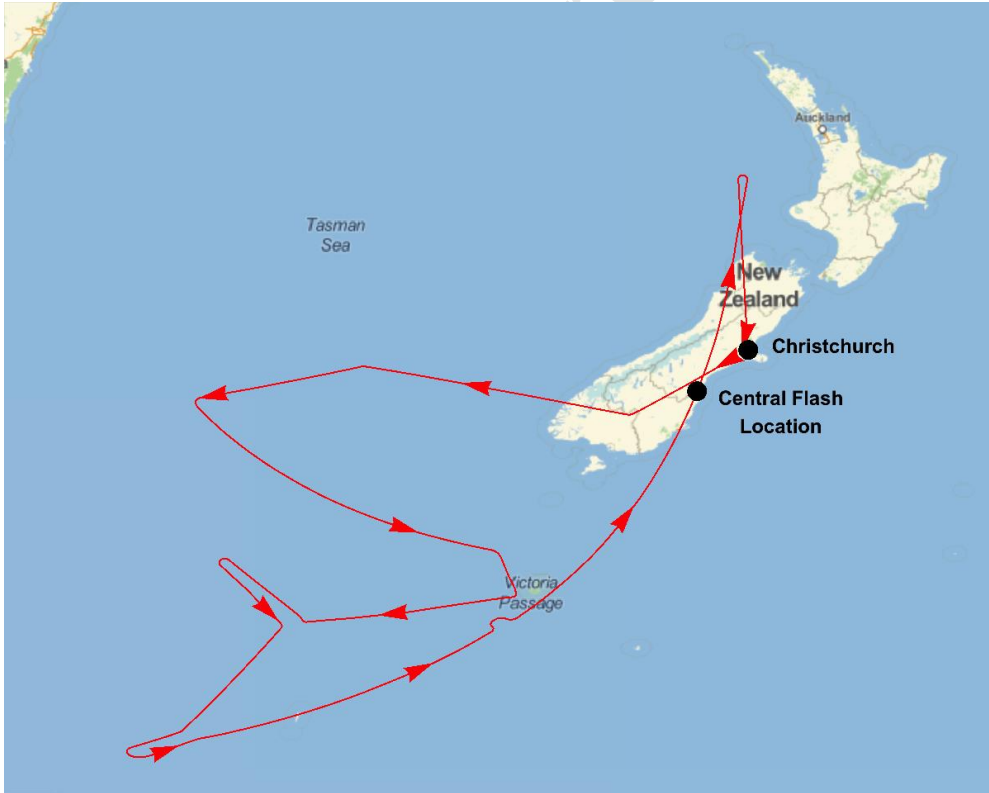 Auckland
Tasman
Sea
New
Zealand
Christchurch
Central Flash
Location
Victoria
Passage